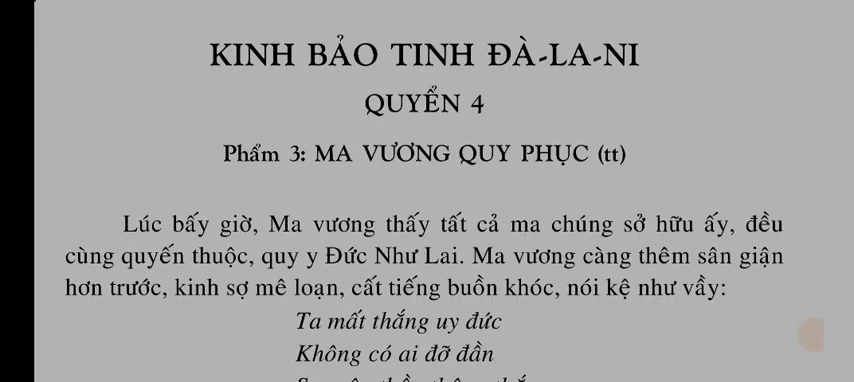 KINH BẢO TINH ĐÀ-LA-NI
QUYỂN 4
Phẩm 3: MA VƯƠNG QUY PHỤC (tt)
Lúc bấy giờ, Ma vương thấy tất cả ma chúng sở hữu ấy, đều
cùng quyến thuộc, quy y Đức Như Lai. Ma vương càng thêm sân giận
hơn trước, kinh sợ mê loạn, cất tiếng buồn khóc, nói kệ như vầy:
Ta mất thắng uy đức
Không có ai đỡ đần